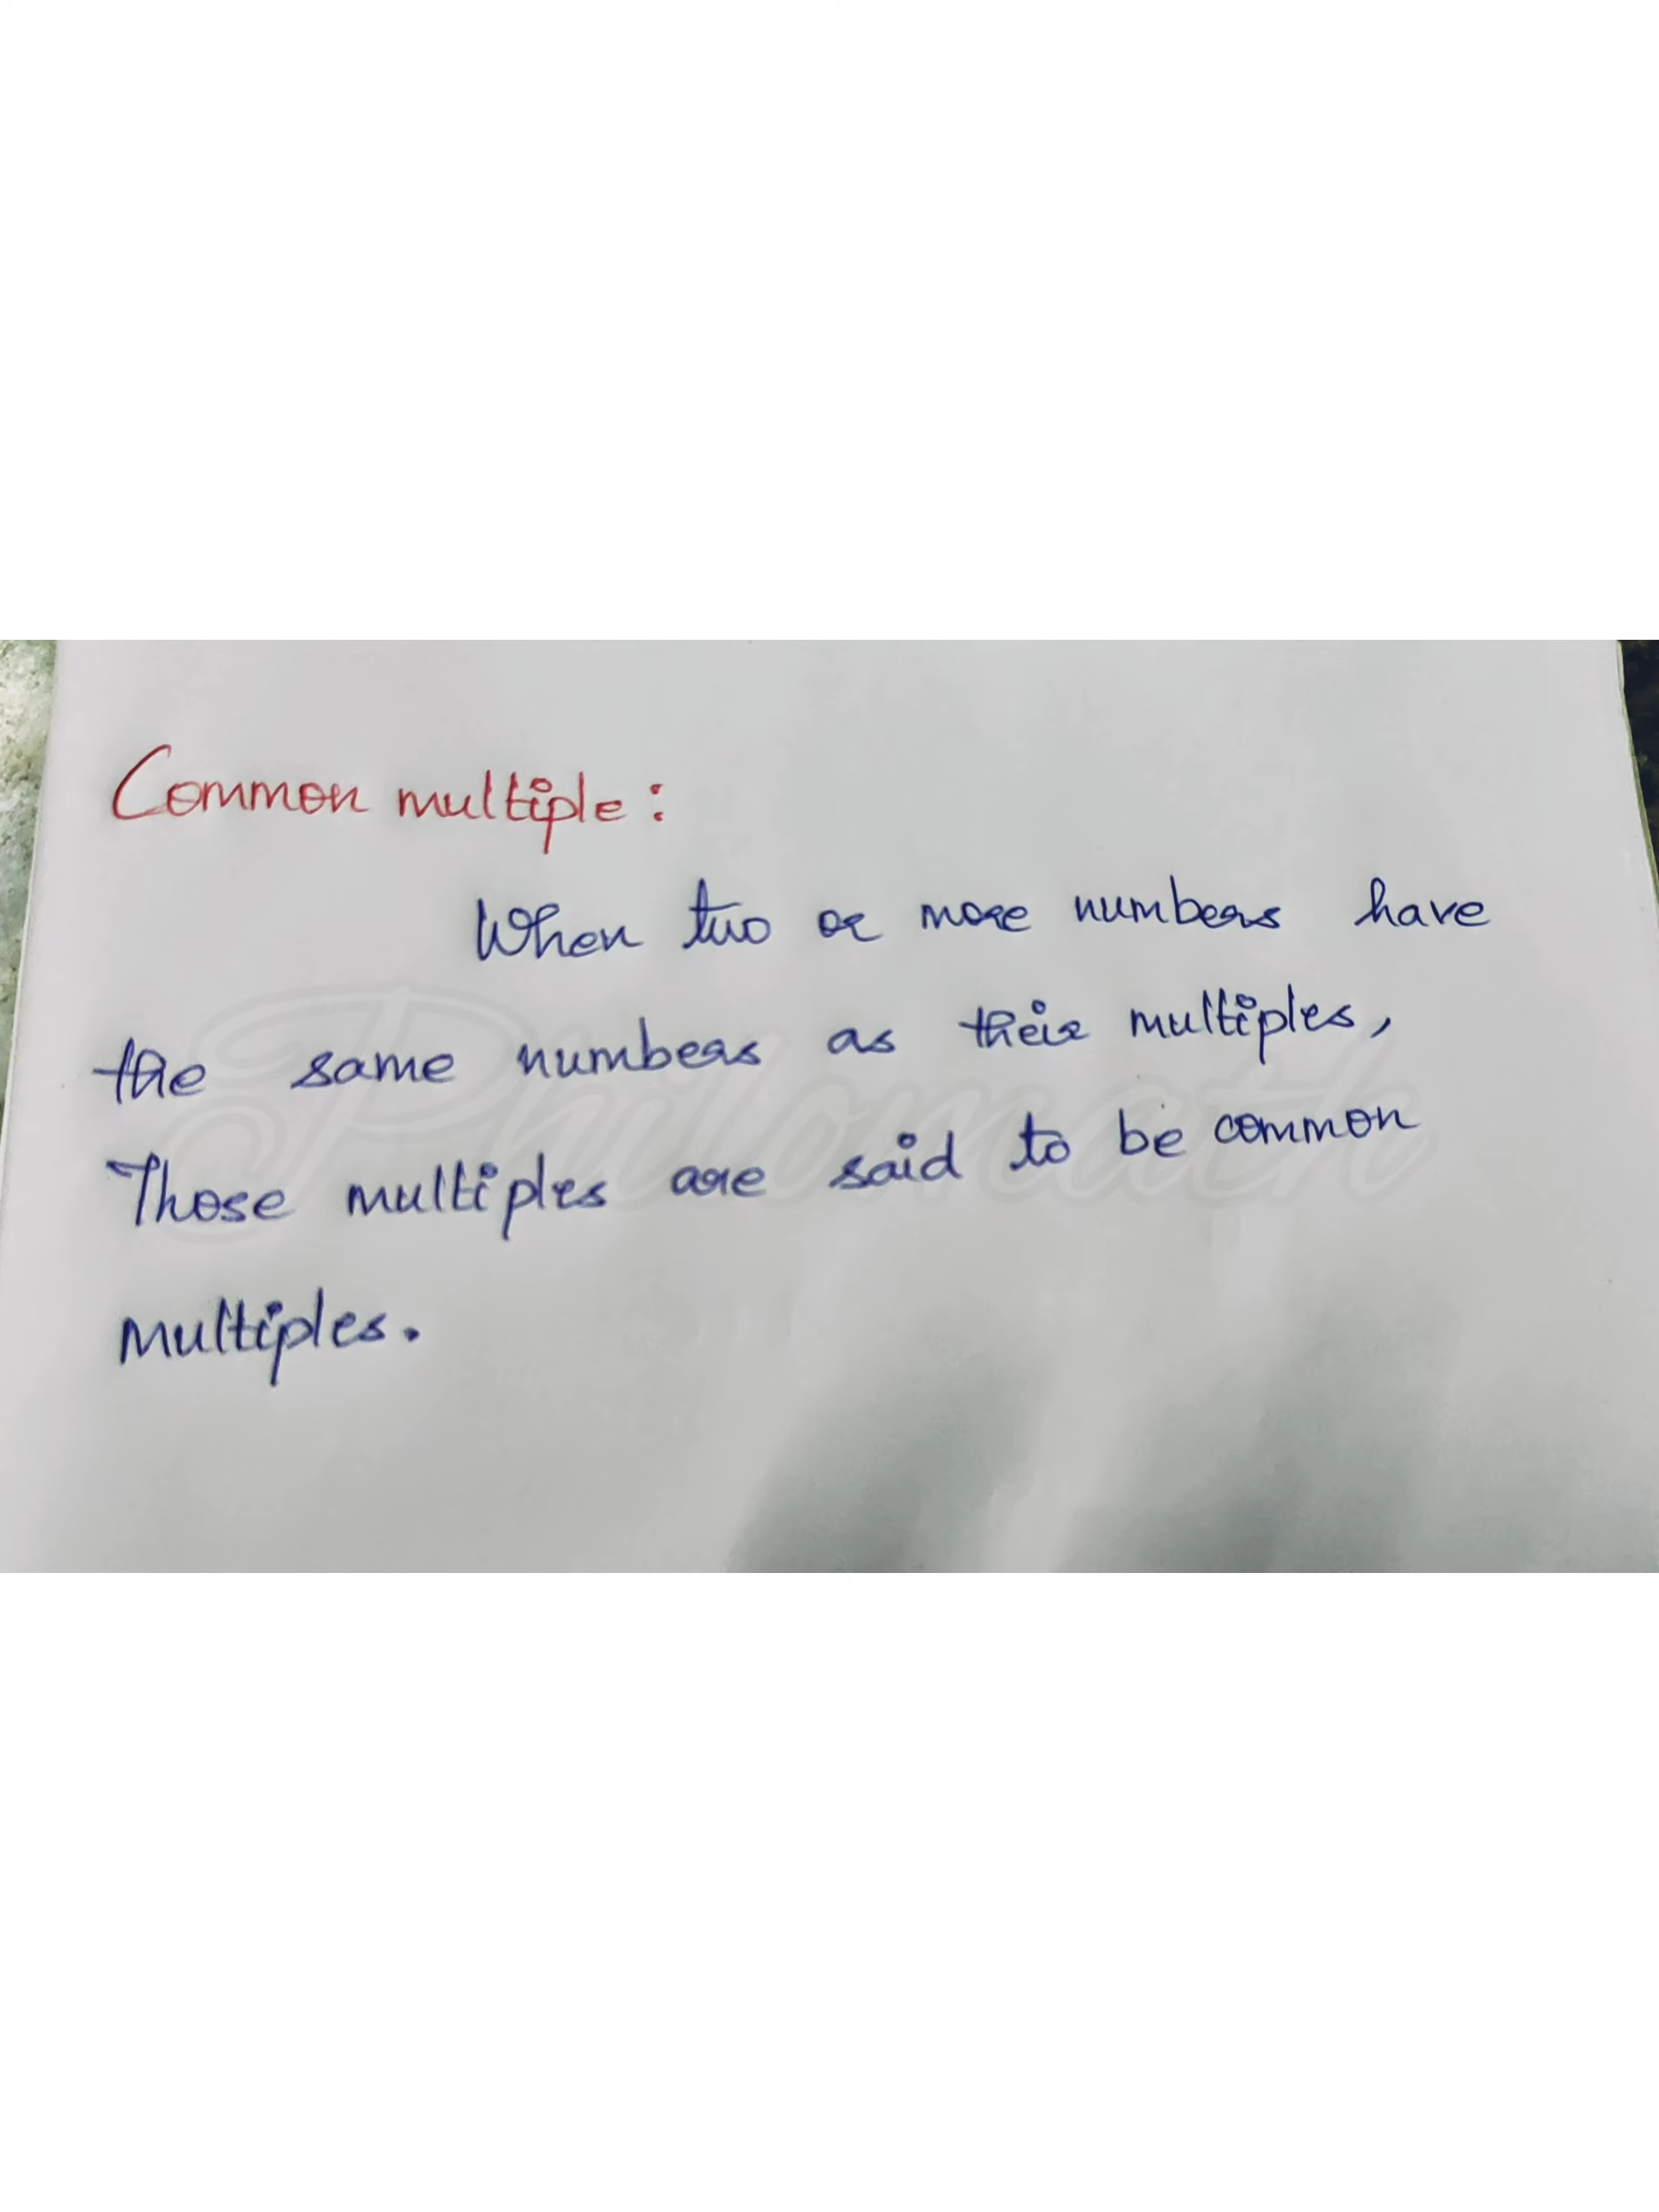 Common multiple:
When two or more numbers have
the same numbers as their multiples,
Those multiples are said to be common
multiples.
Philomath